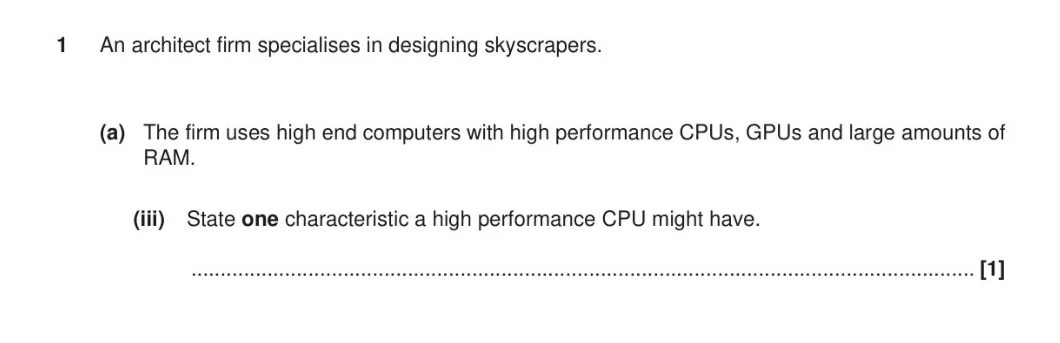 1 An architect firm specialises in designing skyscrapers.
(a) The firm uses high end computers with high performance CPUs, GPUs and large amounts of
RAM.
(iii) State one characteristic a high performance CPU might have.
.......................................................................................................................................... [1]